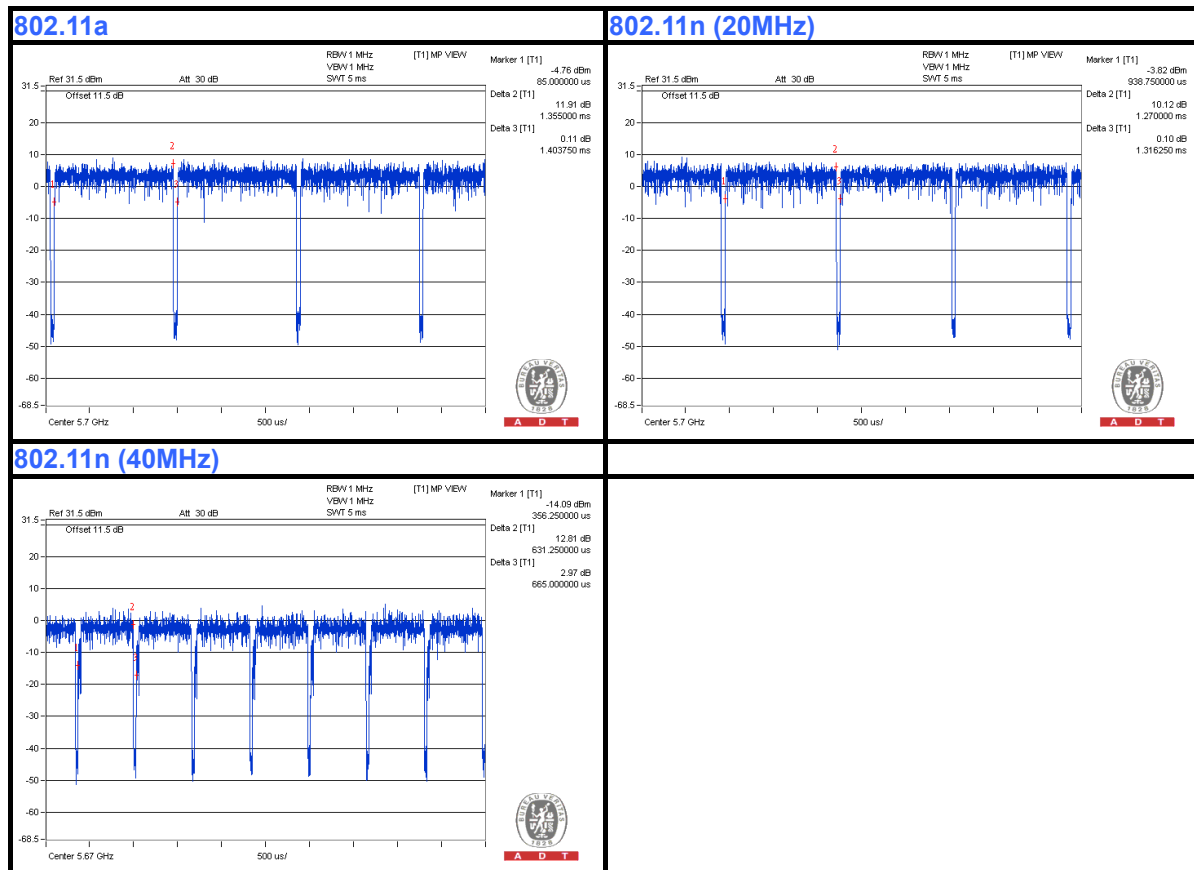 802.11a
RBW 1 MHz
[T1] MP VIEW
VBW 1 MHz
Ref 31.5 dBm
Att 30 dB
SWT 5 ms
Marker 1 [T1]
-4.76 dBm
85.000000 us
Delta 2 [T1]
11.91 dB
1.355000 ms
Delta 3 [T1]
0.11 dB
1.403750 ms
31.5
Offset 11.5 dB
20
10
0
-10
-20
-30
-40
-50
-60
-68.5
1
2
3
Center 5.7 GHz
500 us/
BUREAU VERITAS
1828
A D T
802.11n (20MHz)
RBW 1 MHz
[T1] MP VIEW
VBW 1 MHz
Ref 31.5 dBm
Att 30 dB
SWT 5 ms
Marker 1 [T1]
-3.82 dBm
938.750000 us
Delta 2 [T1]
10.12 dB
1.270000 ms
Delta 3 [T1]
0.10 dB
1.316250 ms
31.5
Offset 11.5 dB
20
10
0
-10
-20
-30
-40
-50
-60
-68.5
1
2
3
Center 5.7 GHz
500 us/
BUREAU VERITAS
1828
A D T
802.11n (40MHz)
RBW 1 MHz
[T1] MP VIEW
VBW 1 MHz
Ref 31.5 dBm
Att 30 dB
SWT 5 ms
Marker 1 [T1]
-14.09 dBm
356.250000 us
Delta 2 [T1]
12.81 dB
631.250000 us
Delta 3 [T1]
2.97 dB
665.000000 us
31.5
Offset 11.5 dB
20
10
0
-10
-20
-30
-40
-50
-60
-68.5
1
2
3
Center 5.67 GHz
500 us/
BUREAU VERITAS
1828
A D T